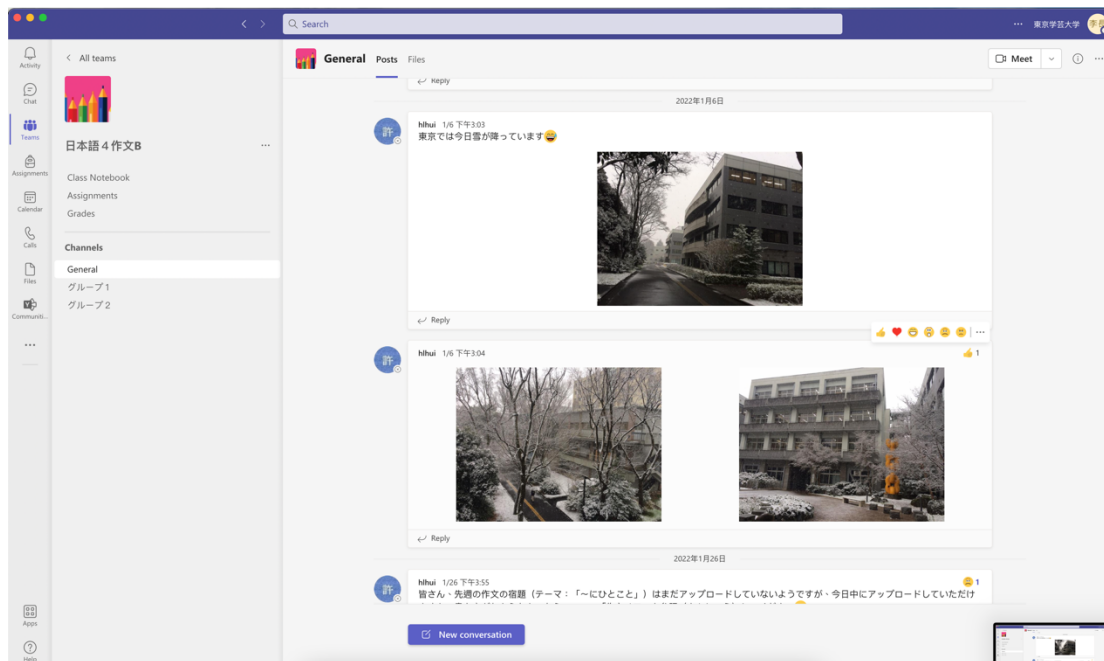 Search
東京学芸大学
Activity
Chat
Teams
Assignments
Calendar
Calls
Files
Communiti...
Apps
Help
All teams
日本語4作文B
Class Notebook
Assignments
Grades
Channels
General
グループ1
グループ2
General Posts Files
Meet
Reply
2022年1月6日
許
hlhui 1/6 下午3:03
東京では今日雪が降っています
Reply
許
hlhui 1/6 下午3:04
1
Reply
2022年1月26日
許
hlhui 1/26 下午3:55
1
皆さん、先週の作文の宿題(テーマ:「~にひとこと」)はまだアップロードしていないようですが、今日中にアップロードしていただけ
New conversation